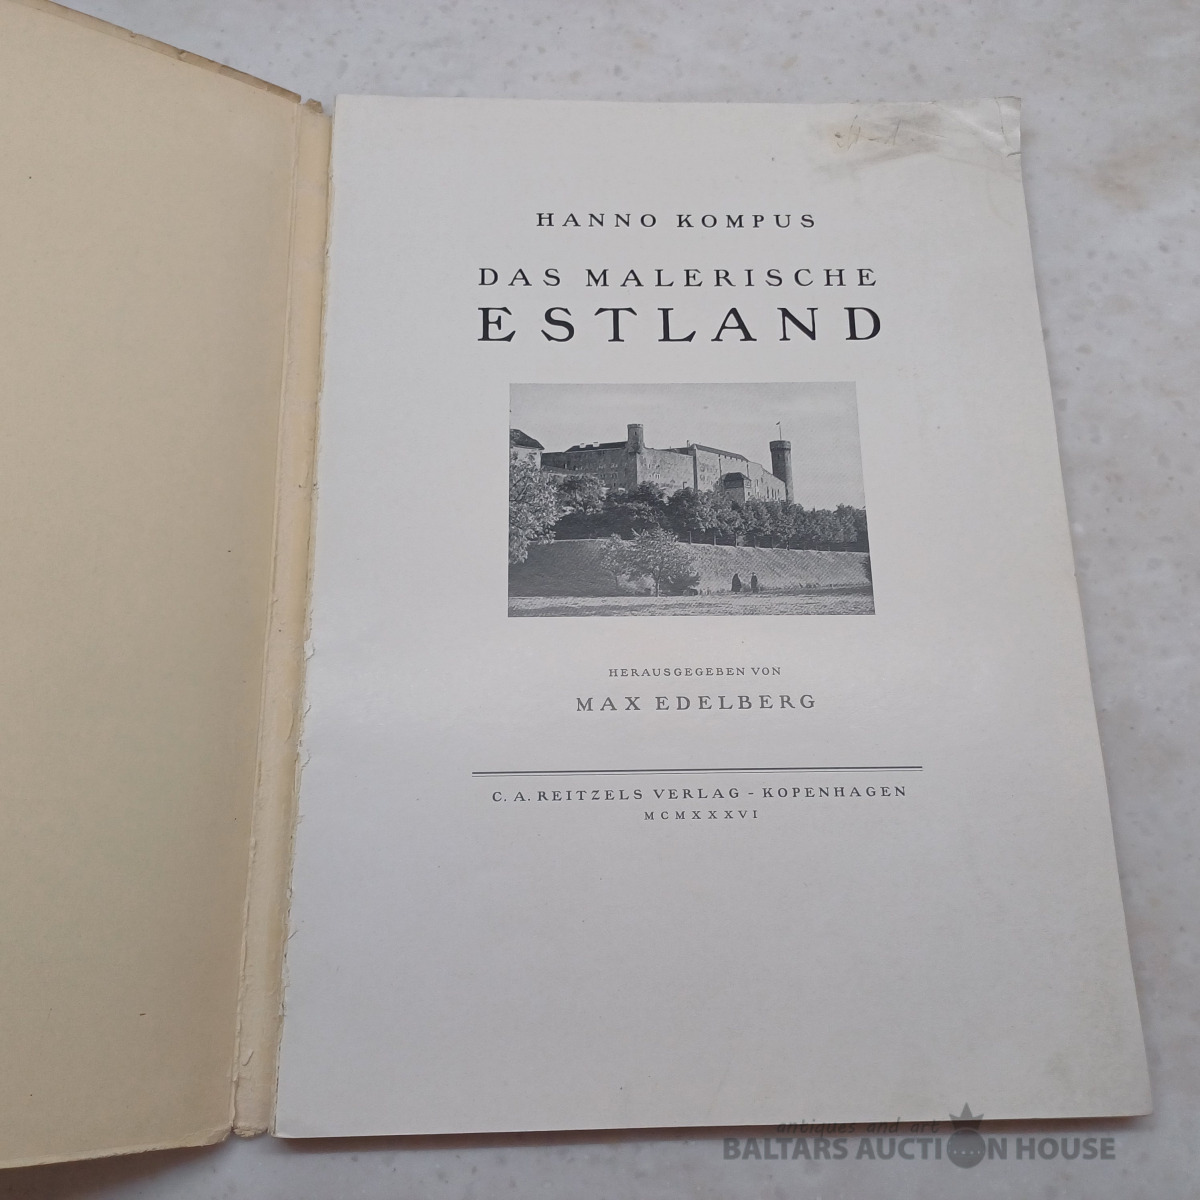 HANNO KOMPUS
DAS MALERISCHE
ESTLAND
HERAUSGEGEBEN VON
MAX EDELBERG
C. A. REITZELS VERLAG - KOPENHAGEN
MCMXXXVI
antiques and art
BALTARS AUCTION HOUSE